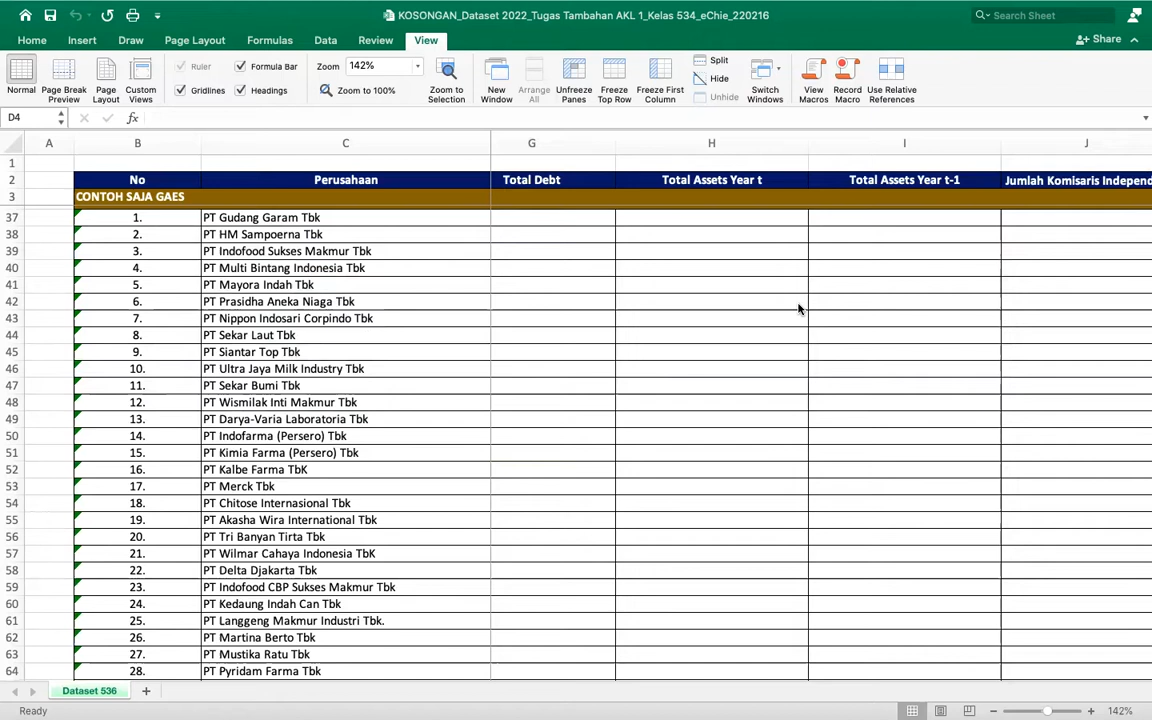 KOSONGAN_Dataset 2022_Tugas Tambahan AKL 1_Kelas 534_eChie_220216
Search Sheet
Home Insert Draw Page Layout Formulas Data Review View
Share
Normal
Page Break Preview
Page Layout
Custom Views
Ruler
Formula Bar
Gridlines
Headings
Zoom 142%
Zoom to 100%
Zoom to Selection
New Window
Arrange All
Unfreeze Panes
Freeze Top Row
Freeze First Column
Split
Hide
Unhide
Switch Windows
View Macros
Record Macro
Use Relative References
D4 fx
A B C G H I J
1
2 No Perusahaan Total Debt Total Assets Year t Total Assets Year t-1 Jumlah Komisaris Independ
3 CONTOH SAJA GAES
37 1. PT Gudang Garam Tbk
38 2. PT HM Sampoerna Tbk
39 3. PT Indofood Sukses Makmur Tbk
40 4. PT Multi Bintang Indonesia Tbk
41 5. PT Mayora Indah Tbk
42 6. PT Prasidha Aneka Niaga Tbk
43 7. PT Nippon Indosari Corpindo Tbk
44 8. PT Sekar Laut Tbk
45 9. PT Siantar Top Tbk
46 10. PT Ultra Jaya Milk Industry Tbk
47 11. PT Sekar Bumi Tbk
48 12. PT Wismilak Inti Makmur Tbk
49 13. PT Darya-Varia Laboratoria Tbk
50 14. PT Indofarma (Persero) Tbk
51 15. PT Kimia Farma (Persero) Tbk
52 16. PT Kalbe Farma TbK
53 17. PT Merck Tbk
54 18. PT Chitose Internasional Tbk
55 19. PT Akasha Wira International Tbk
56 20. PT Tri Banyan Tirta Tbk
57 21. PT Wilmar Cahaya Indonesia TbK
58 22. PT Delta Djakarta Tbk
59 23. PT Indofood CBP Sukses Makmur Tbk
60 24. PT Kedaung Indah Can Tbk
61 25. PT Langgeng Makmur Industri Tbk.
62 26. PT Martina Berto Tbk
63 27. PT Mustika Ratu Tbk
64 28. PT Pyridam Farma Tbk
Dataset 536
Ready
142%